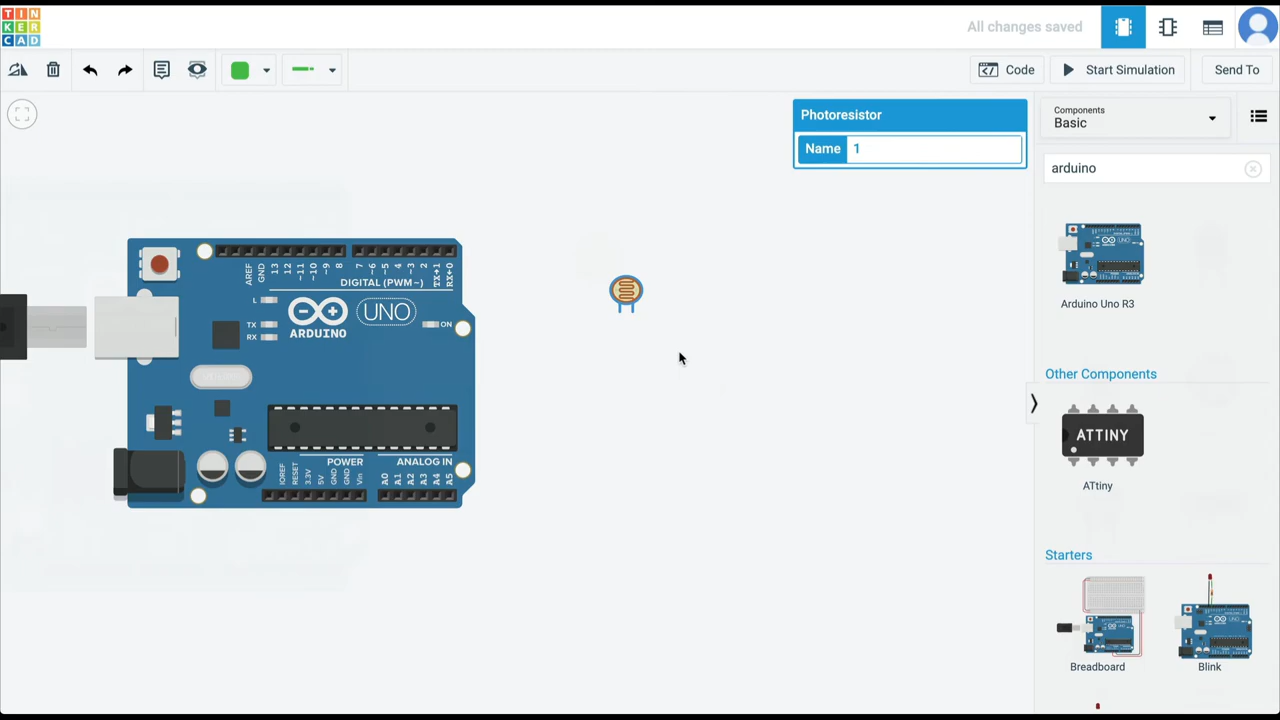 TIN
KER
CAD
All changes saved
Code
Start Simulation
Send To
Photoresistor
Name 1
Components
Basic
arduino
Arduino Uno R3
Other Components
ATTINY
ATtiny
Starters
Breadboard
Blink
AREF
GND
13
12
~11
~10
~9
8
7
~6
~5
4
~3
2
TX→1
RX←0
DIGITAL (PWM~)
L
TX
RX
ARDUINO
UNO
ON
POWER
ANALOG IN
IOREF
RESET
3.3V
5V
GND
GND
Vin
A0
A1
A2
A3
A4
A5